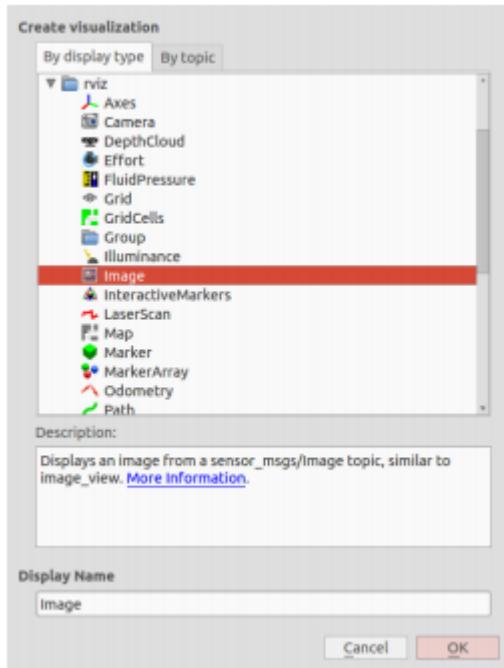 Create visualization
By display type
By topic
rviz
Axes
Camera
DepthCloud
Effort
FluidPressure
Grid
GridCells
Group
Illuminance
Image
InteractiveMarkers
LaserScan
Map
Marker
MarkerArray
Odometry
Path
Description:
Displays an image from a sensor_msgs/Image topic, similar to
image_view. More Information.
Display Name
Image
Cancel
OK